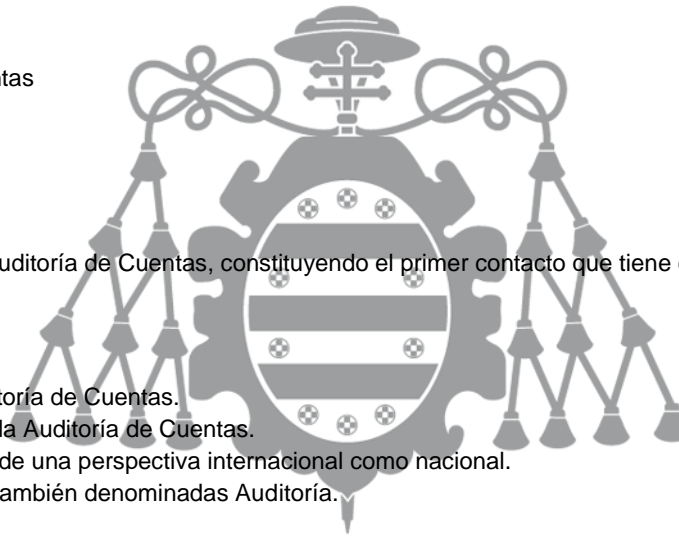 ntas
uditoría de Cuentas, constituyendo el primer contacto que tiene
toría de Cuentas.
la Auditoría de Cuentas.
de una perspectiva internacional como nacional.
también denominadas Auditoría.